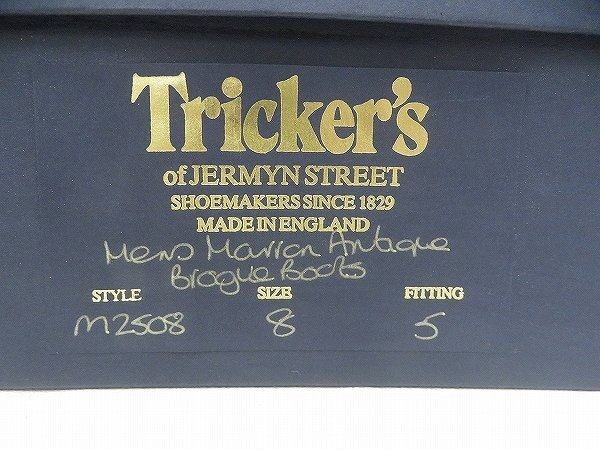 Tricker's
of JERMYN STREET
SHOEMAKERS SINCE 1829
MADE IN ENGLAND
Mens Marron Antique
Brogue Boots
STYLE SIZE FITTING
M2508 8 5